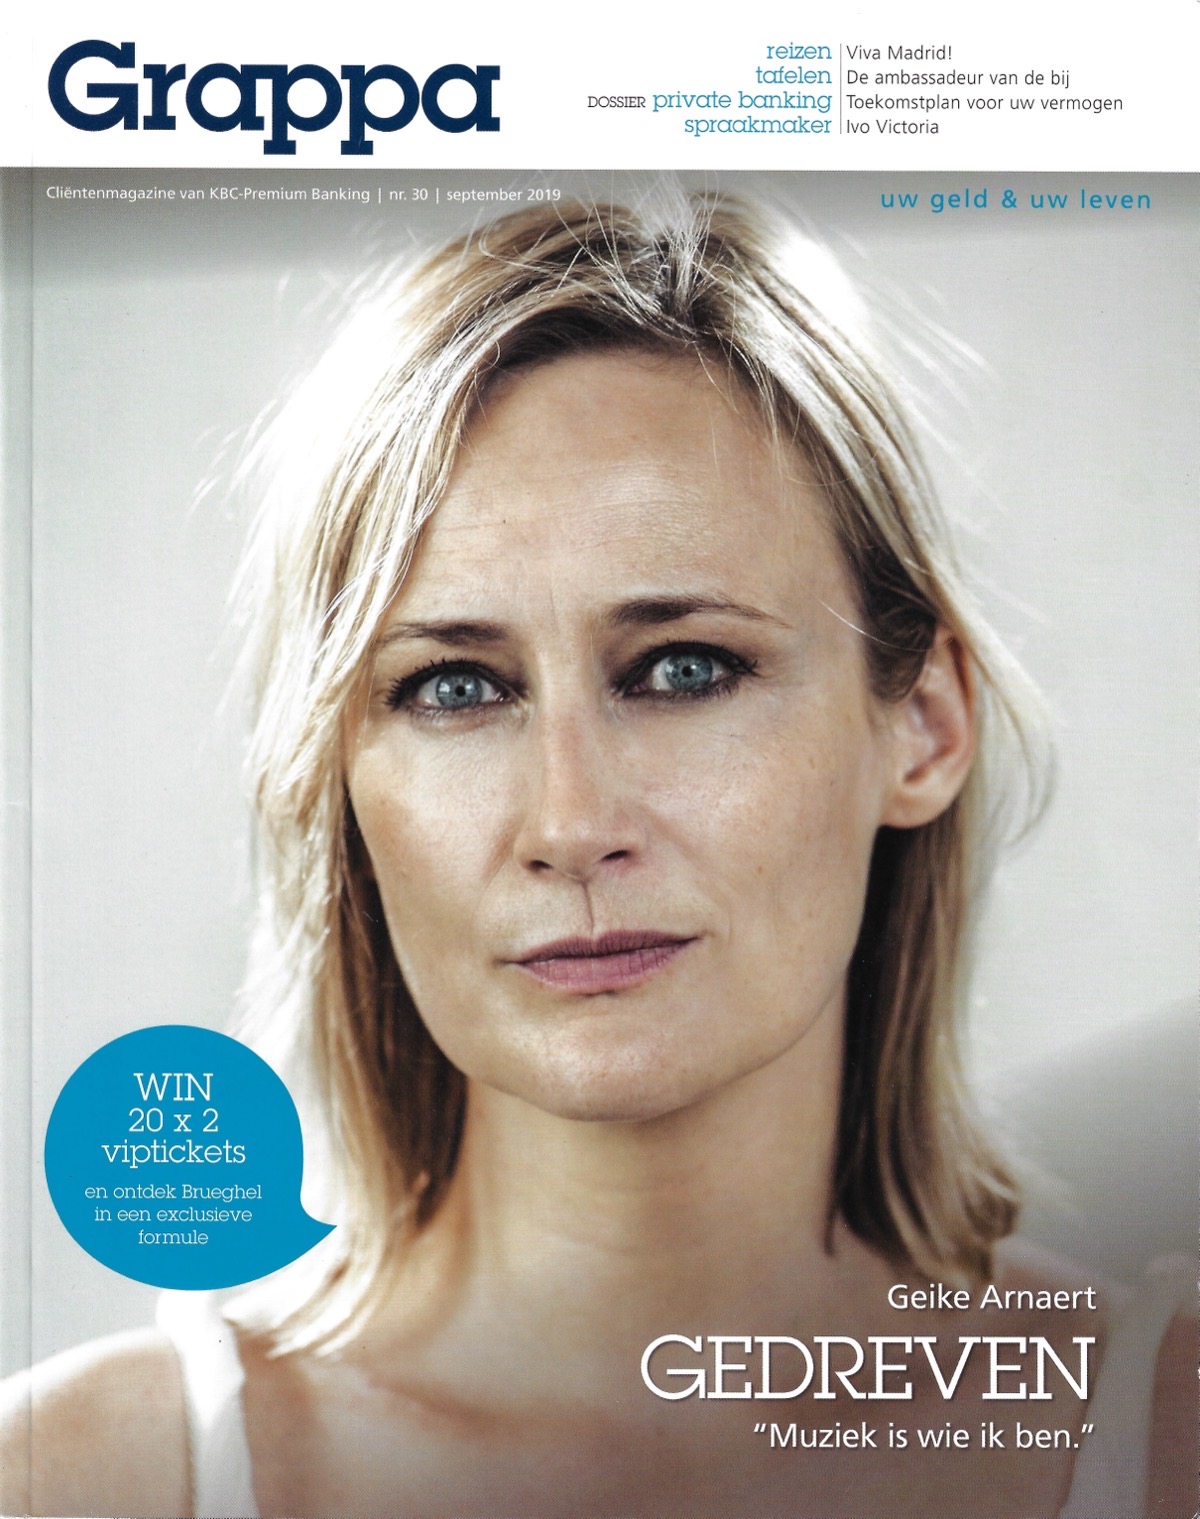 Grappa
reizen | Viva Madrid!
tafelen | De ambassadeur van de bij
DOSSIER private banking | Toekomstplan voor uw vermogen
spraakmaker | Ivo Victoria
Cliëntenmagazine van KBC-Premium Banking | nr. 30 | september 2019
uw geld & uw leven
WIN
20 x 2
viptickets
en ontdek Brueghel
in een exclusieve
formule
Geike Arnaert
GEDREVEN
“Muziek is wie ik ben.”